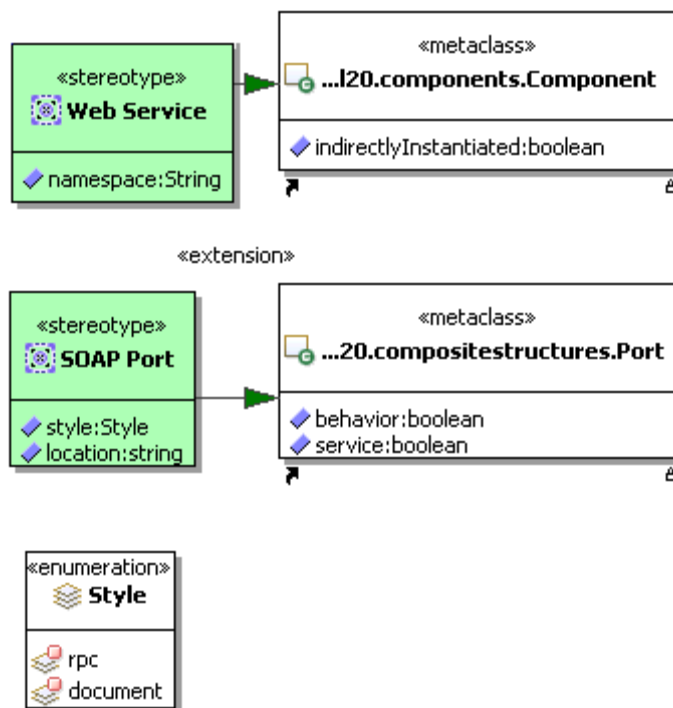 «stereotype»
Web Service
namespace:String
«metaclass»
...l20.components.Component
indirectlyInstantiated:boolean
«extension»
«stereotype»
SOAP Port
style:Style
location:string
«metaclass»
...20.compositestructures.Port
behavior:boolean
service:boolean
«enumeration»
Style
rpc
document